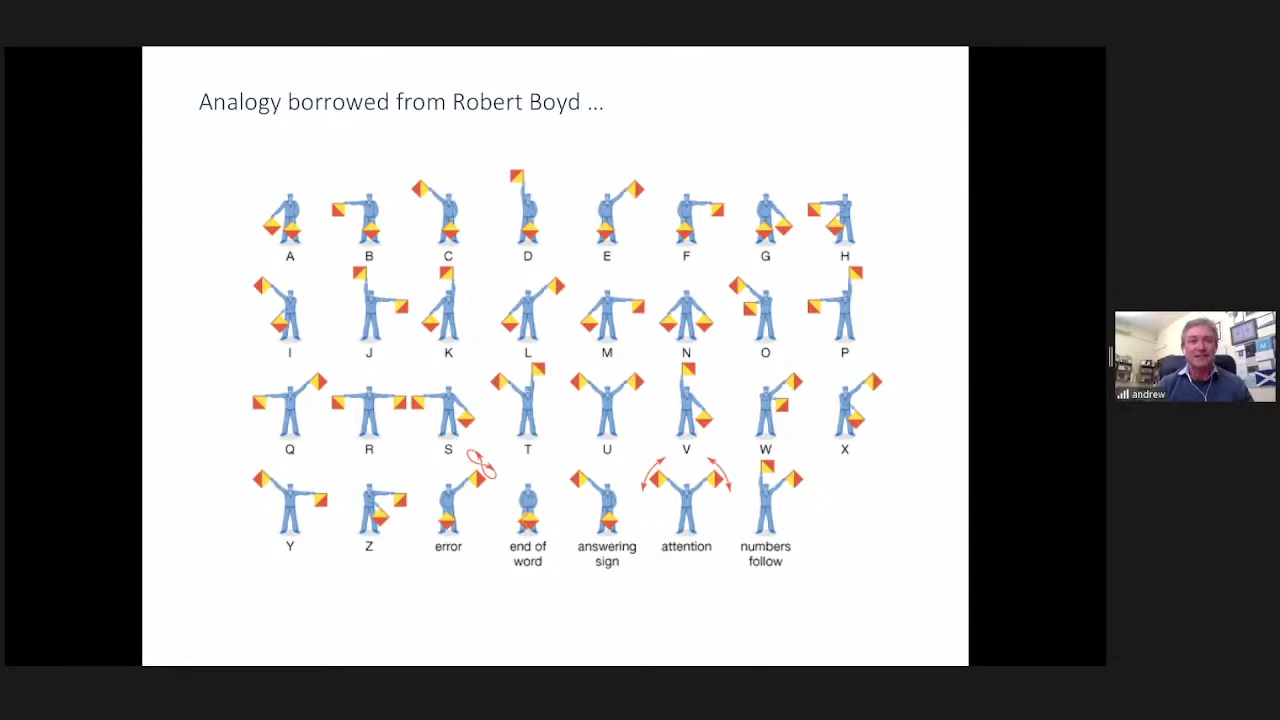 Analogy borrowed from Robert Boyd ...
A B C D E F G H
I J K L M N O P
Q R S T U V W X
Y Z error end of word answering sign attention numbers follow
andrew